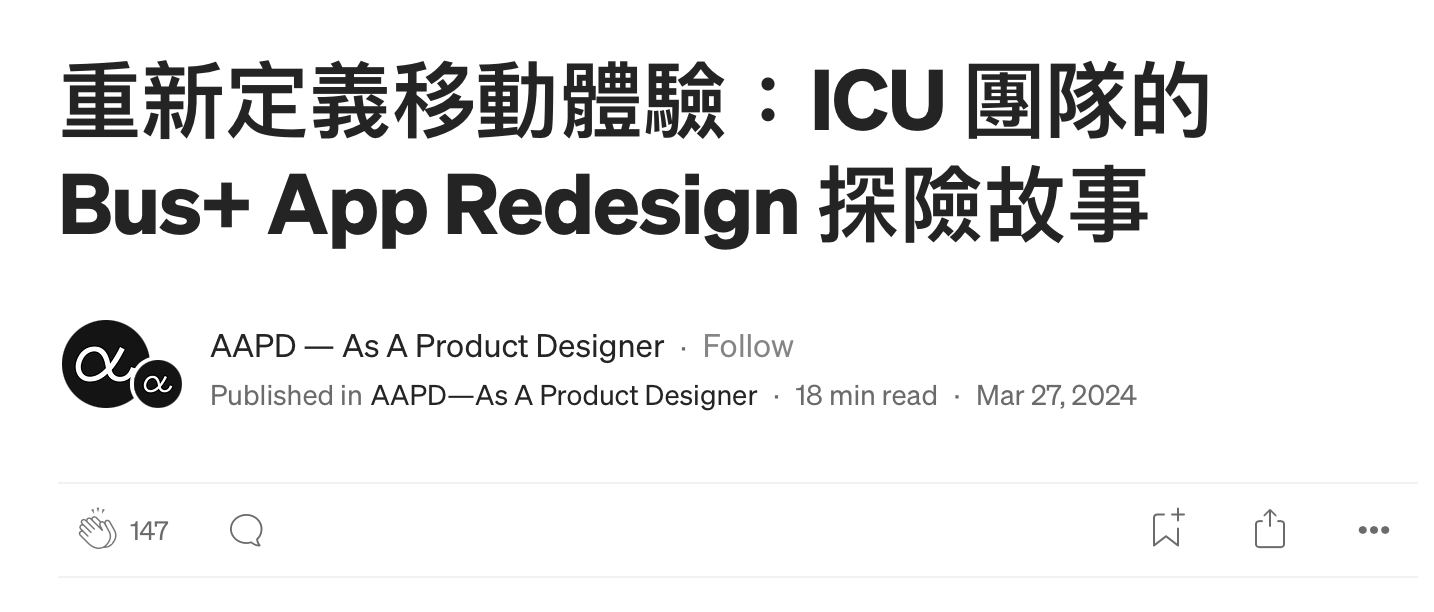 重新定義移動體驗：ICU 團隊的
Bus+ App Redesign 探險故事
AAPD — As A Product Designer · Follow
Published in AAPD—As A Product Designer · 18 min read · Mar 27, 2024
147